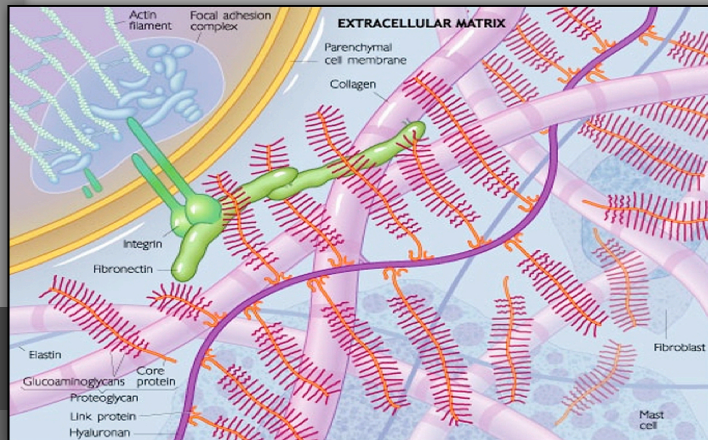 Actin
filament
Focal adhesion
complex
EXTRACELLULAR MATRIX
Parenchymal
cell membrane
Collagen
Integrin
Fibronectin
Elastin
Glucoaminoglycans
Core
protein
Proteoglycan
Link protein
Hyaluronan
Fibroblast
Mast
cell